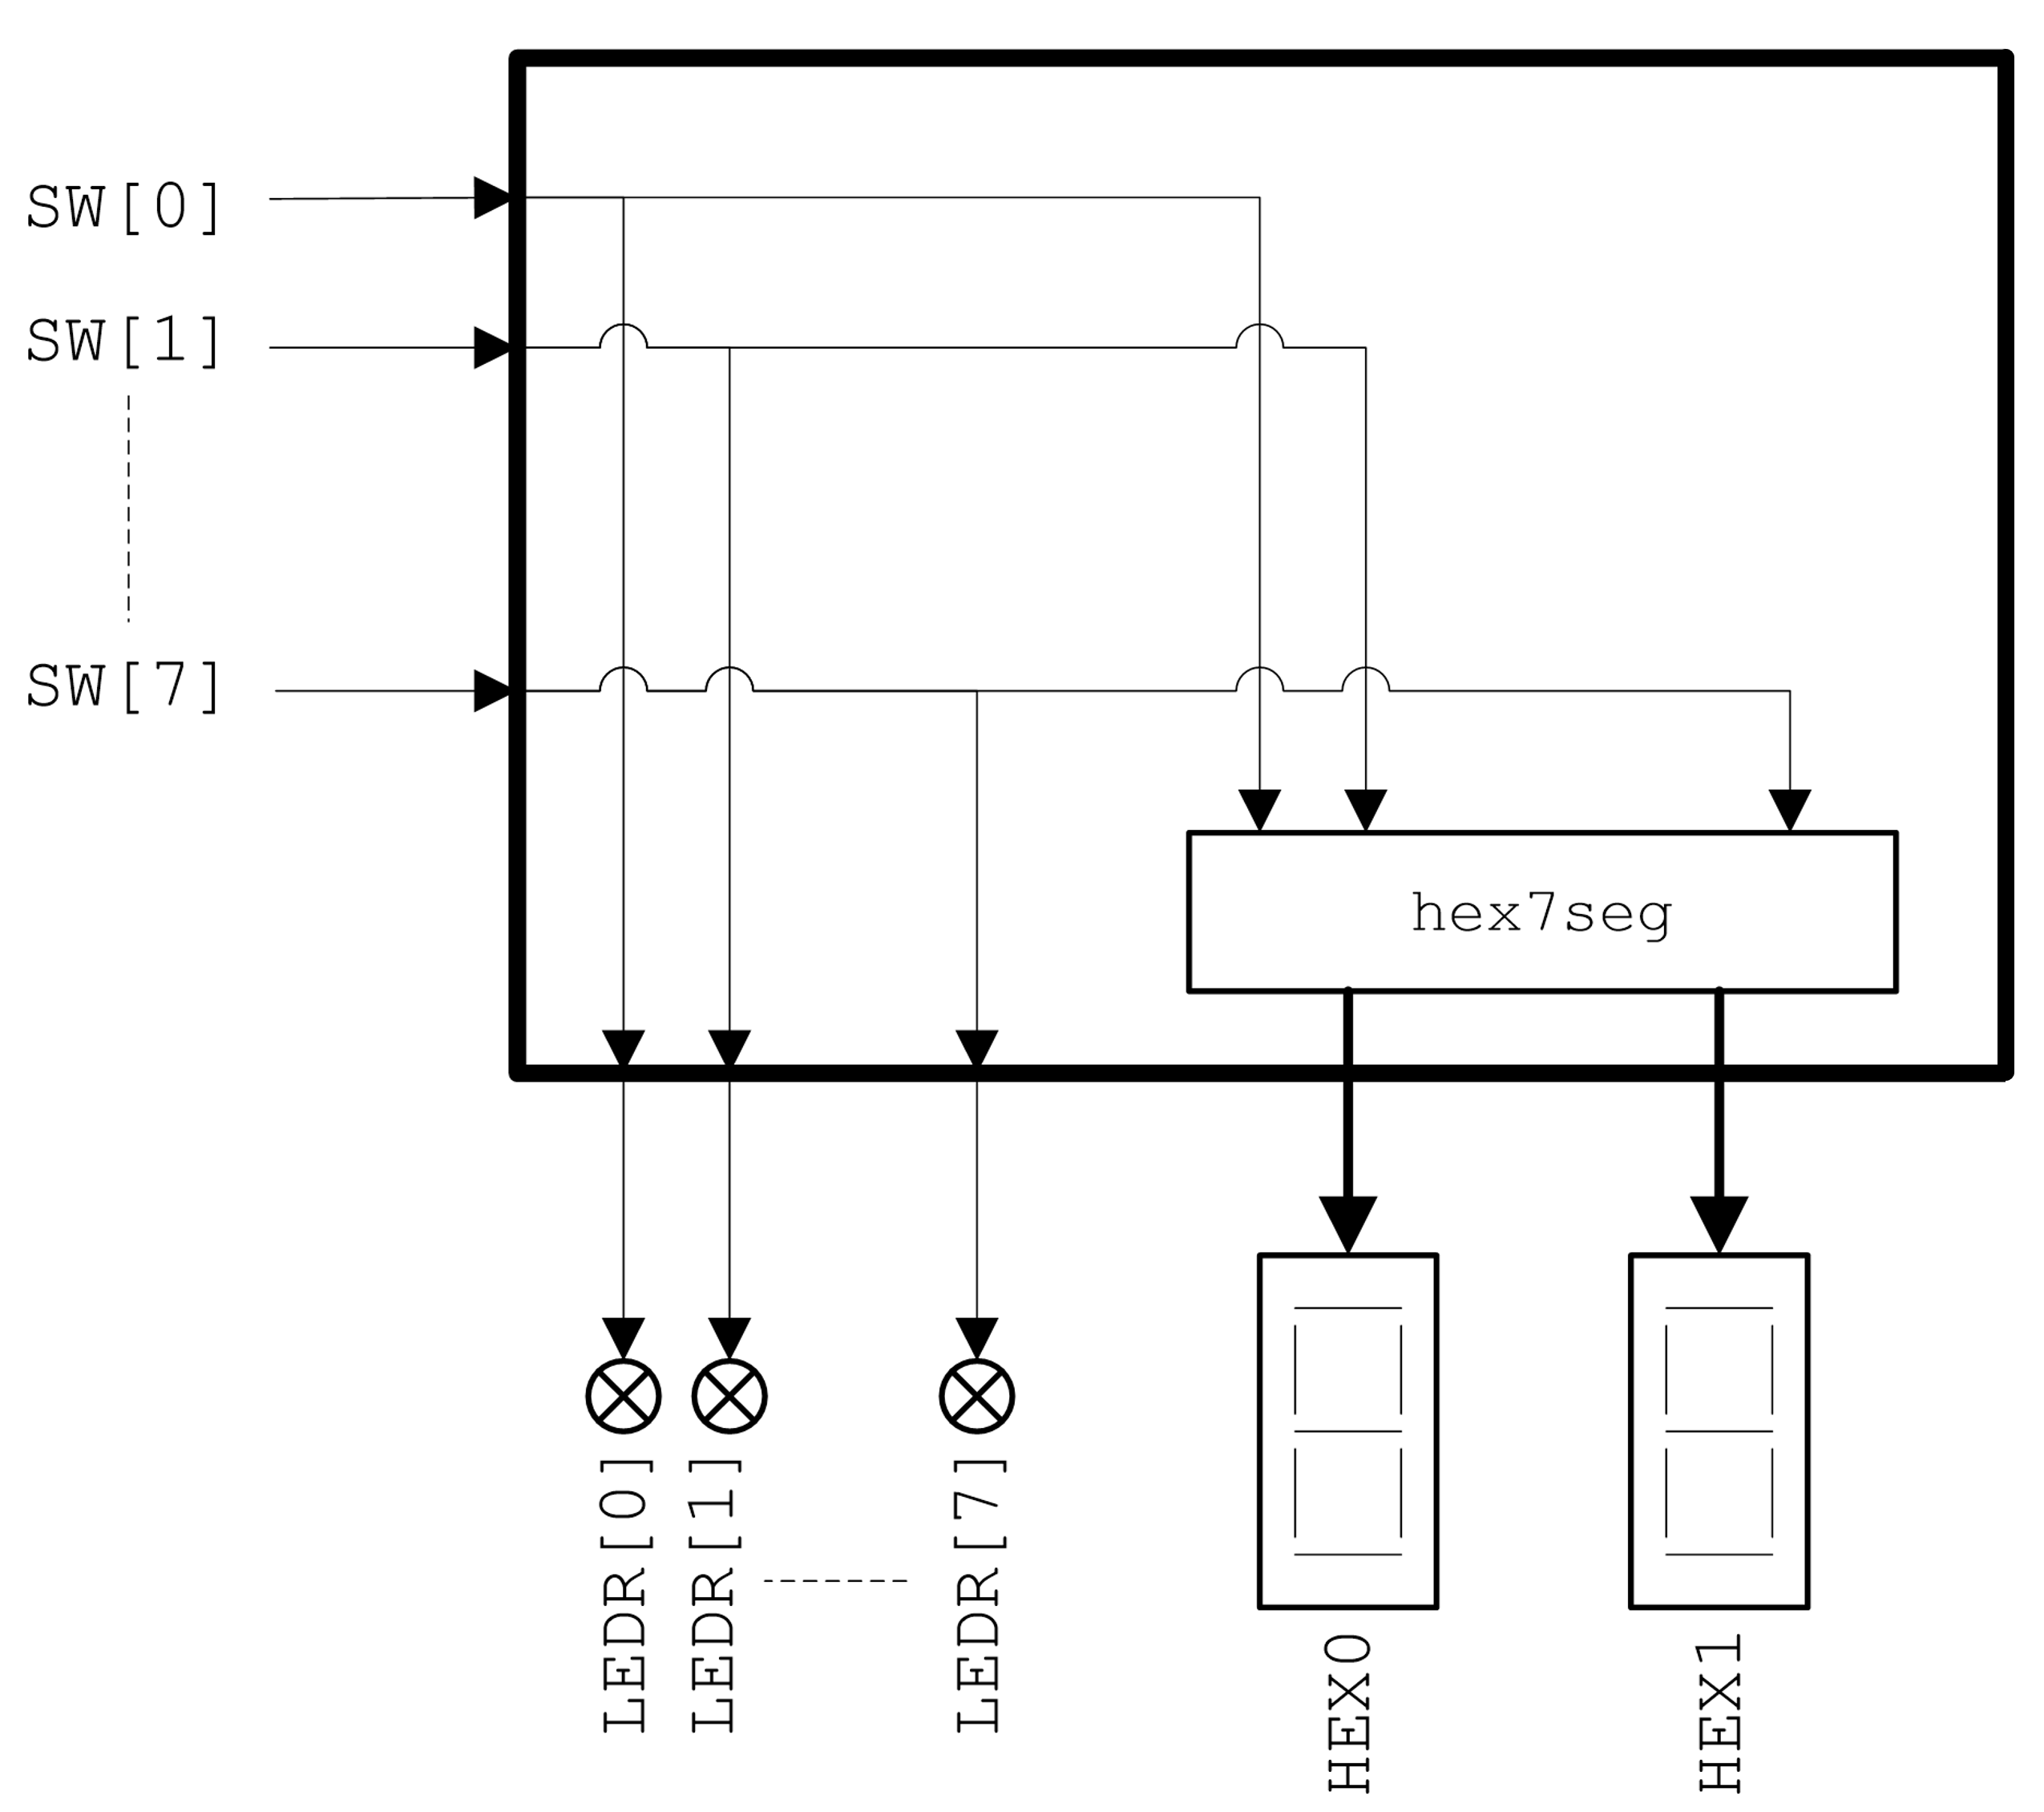 SW[0]
SW[1]
SW[7]
hex7seg
LEDR[0]
LEDR[1]
LEDR[7]
HEX0
HEX1